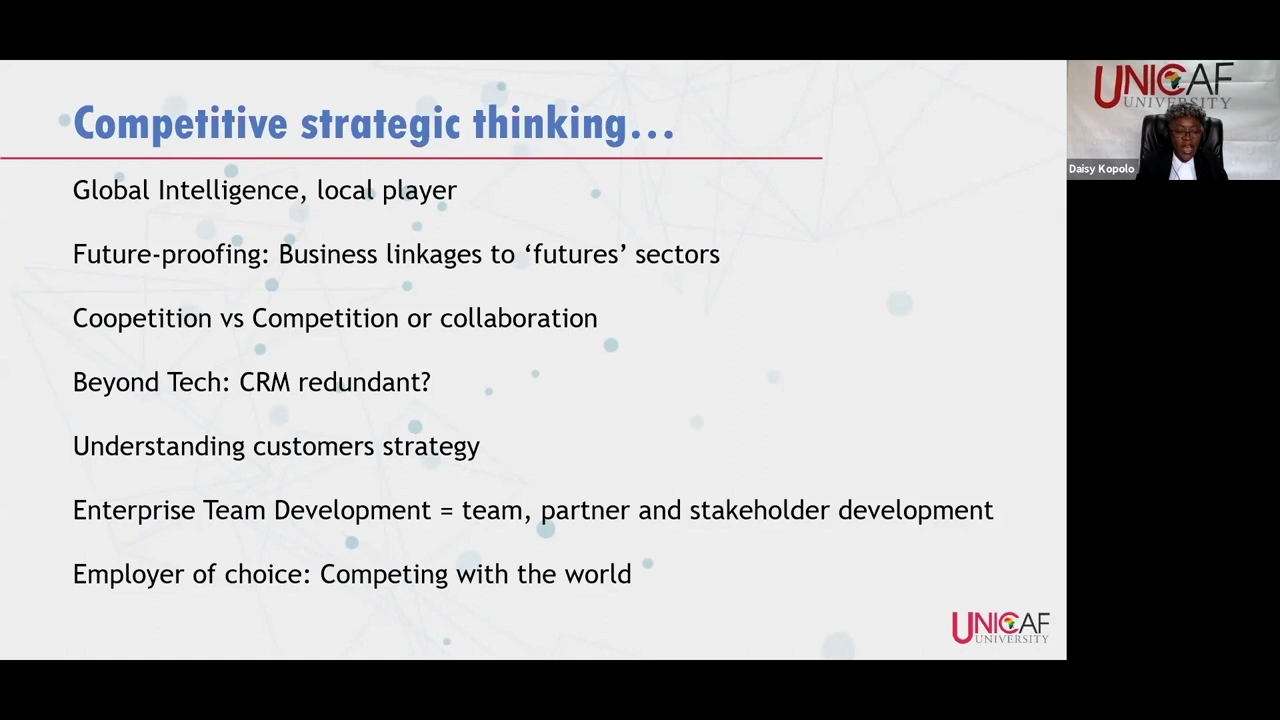 Competitive strategic thinking...
Global Intelligence, local player
Future-proofing: Business linkages to ‘futures’ sectors
Coopetition vs Competition or collaboration
Beyond Tech: CRM redundant?
Understanding customers strategy
Enterprise Team Development = team, partner and stakeholder development
Employer of choice: Competing with the world
UNICAF
UNIVERSITY
UNICAF
UNIVERSITY
Daisy Kopolo